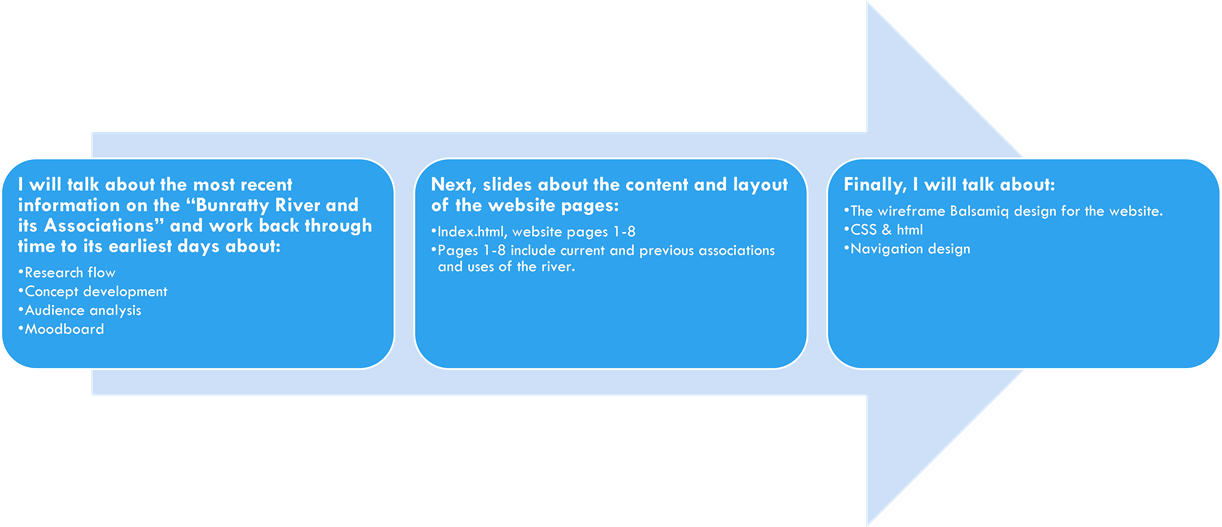 I will talk about the most recent
information on the “Bunratty River and
its Associations” and work back through
time to its earliest days about:
•Research flow
•Concept development
•Audience analysis
•Moodboard
Next, slides about the content and layout
of the website pages:
•Index.html, website pages 1-8
•Pages 1-8 include current and previous associations
and uses of the river.
Finally, I will talk about:
•The wireframe Balsamiq design for the website.
•CSS & html
•Navigation design